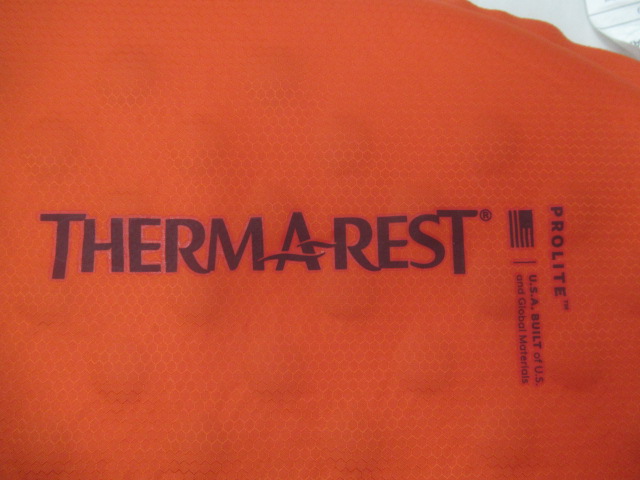 THERM-A-REST®
PROLITE™
U.S.A. BUILT of U.S.
and Global Materials